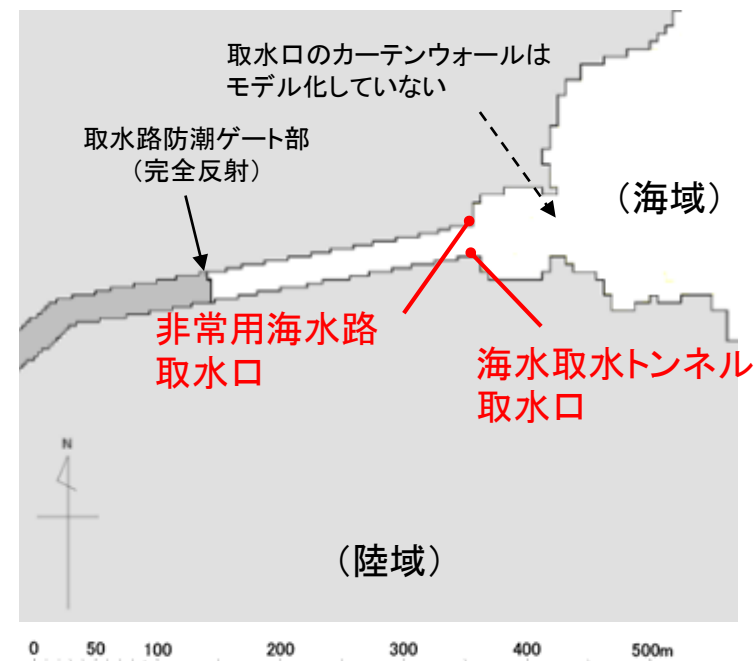 取水口のカーテンウォールは
モデル化していない
取水路防潮ゲート部
（完全反射）
（海域）
非常用海水路
取水口
海水取水トンネル
取水口
N
（陸域）
0 50 100 200 300 400 500m